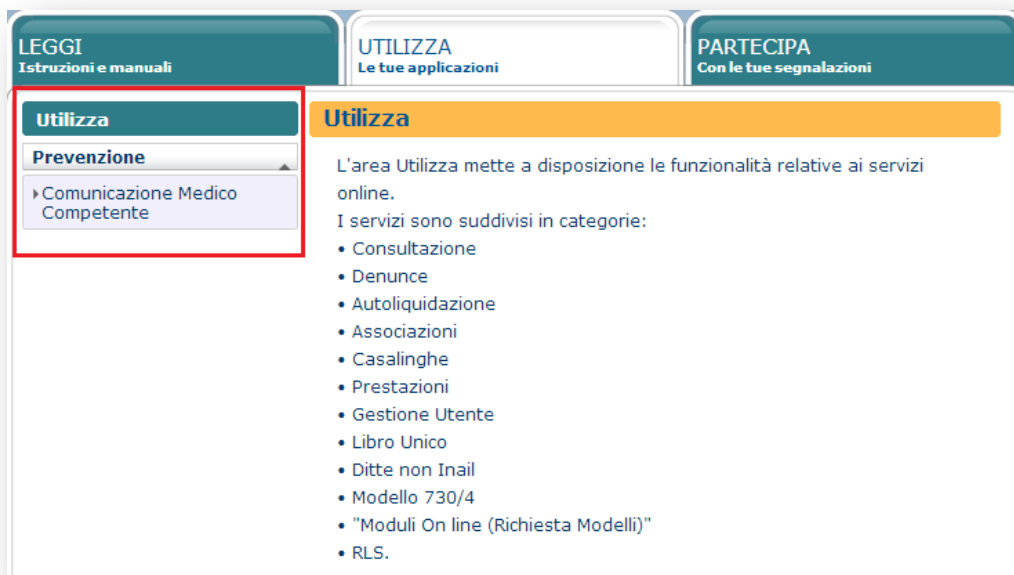 LEGGI
Istruzioni e manuali
UTILIZZA
Le tue applicazioni
PARTECIPA
Con le tue segnalazioni
Utilizza
Prevenzione
Comunicazione Medico
Competente
Utilizza
L'area Utilizza mette a disposizione le funzionalità relative ai servizi
online.
I servizi sono suddivisi in categorie:
• Consultazione
• Denunce
• Autoliquidazione
• Associazioni
• Casalinghe
• Prestazioni
• Gestione Utente
• Libro Unico
• Ditte non Inail
• Modello 730/4
• "Moduli On line (Richiesta Modelli)"
• RLS.